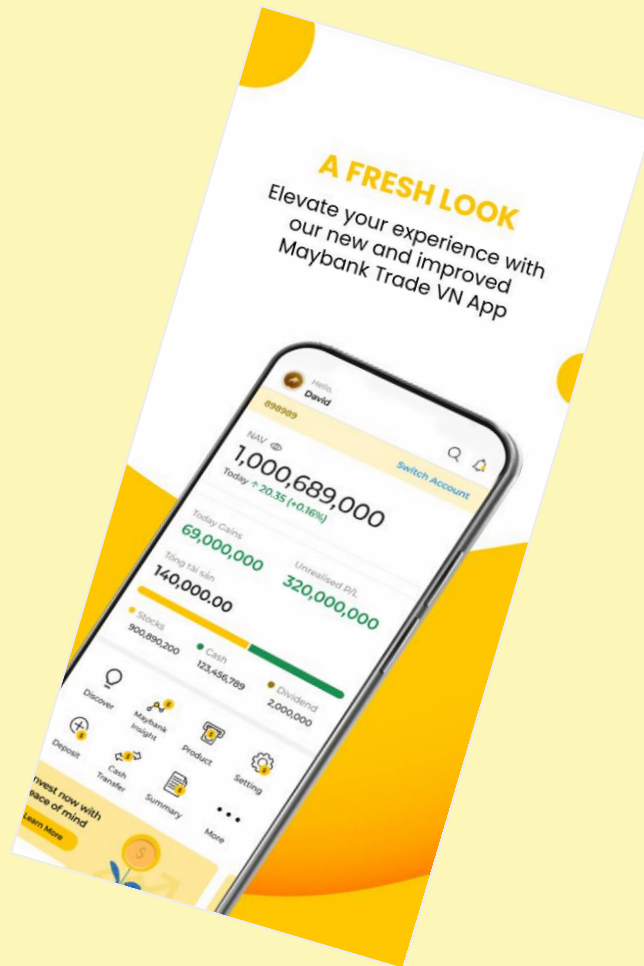 A FRESH LOOK
Elevate your experience with
our new and improved
Maybank Trade VN App
Hello,
David
898989
Switch Account
NAV
1,000,689,000
Today ↑ 20.35 (+0.16%)
Today Gains
69,000,000
Unrealised P/L
320,000,000
Tổng tài sản
140,000.00
Stocks
900,890,200
Cash
123,456,789
Dividend
2,000,000
Discover
Maybank
Insight
Product
Setting
Deposit
Cash
Transfer
Summary
More
nvest now with
eace of mind
Learn More